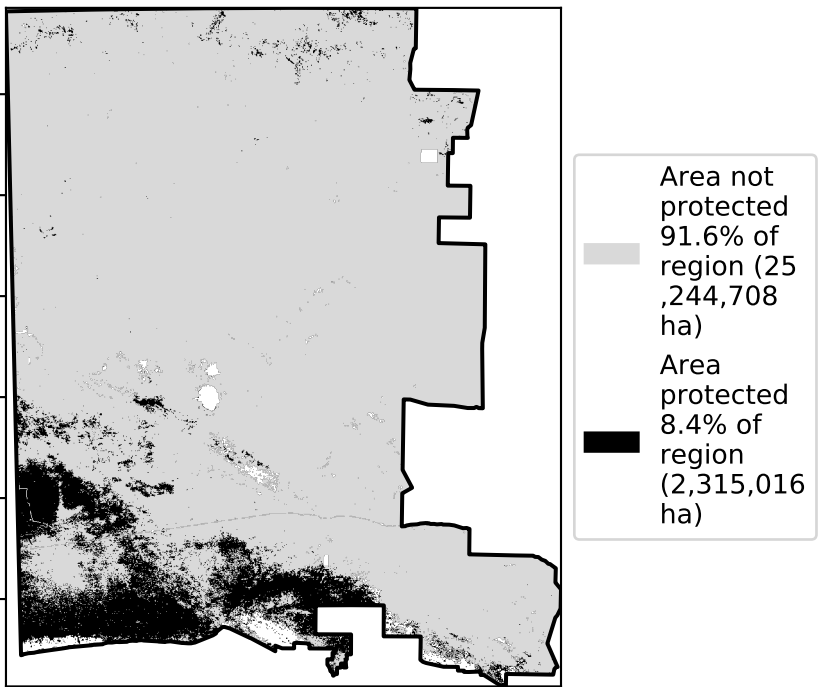 Area not
protected
91.6% of
region (25
,244,708
ha)
Area
protected
8.4% of
region
(2,315,016
ha)